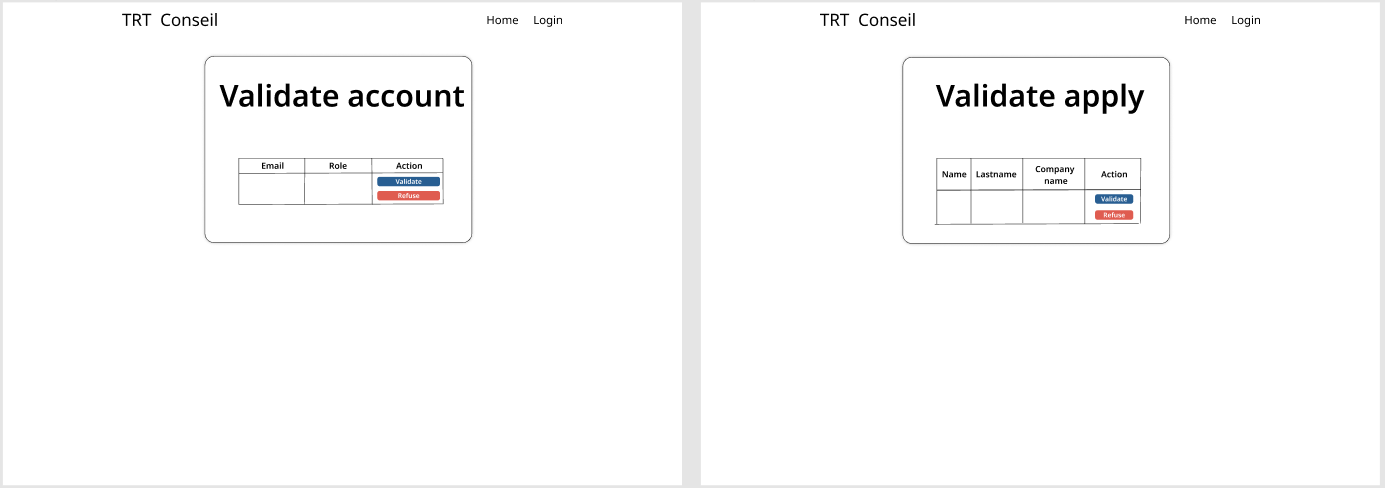 TRT Conseil
Home Login
Validate account
Email Role Action
Validate
Refuse
TRT Conseil
Home Login
Validate apply
Name Lastname Company name Action
Validate
Refuse